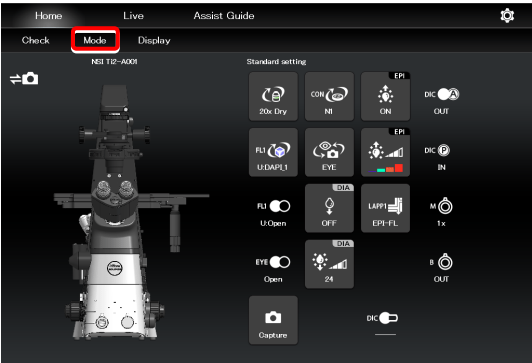 Home Live Assist Guide
Check Mode Display
NSI Ti2-A001
Standard setting
20x Dry
CON
N1
EPI
ON
DIC A
OUT
FL1
U:DAPI_1
EYE
EPI
DIC P
IN
FL1
U:Open
DIA
OFF
LAPP1
EPI-FL
M
1x
EYE
Open
DIA
24
B
OUT
Capture
DIC